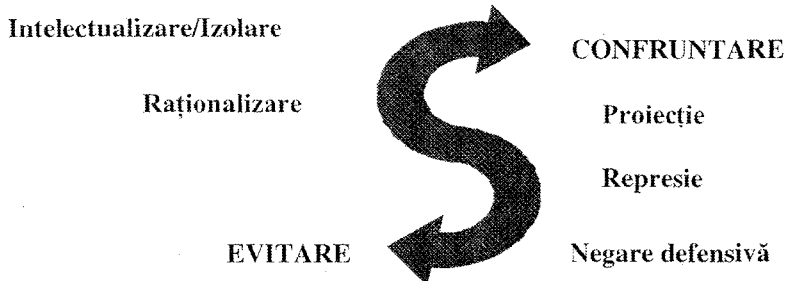 Intelectualizare/Izolare
CONFRUNTARE
Raționalizare
Proiecție
Represie
EVITARE
Negare defensivă